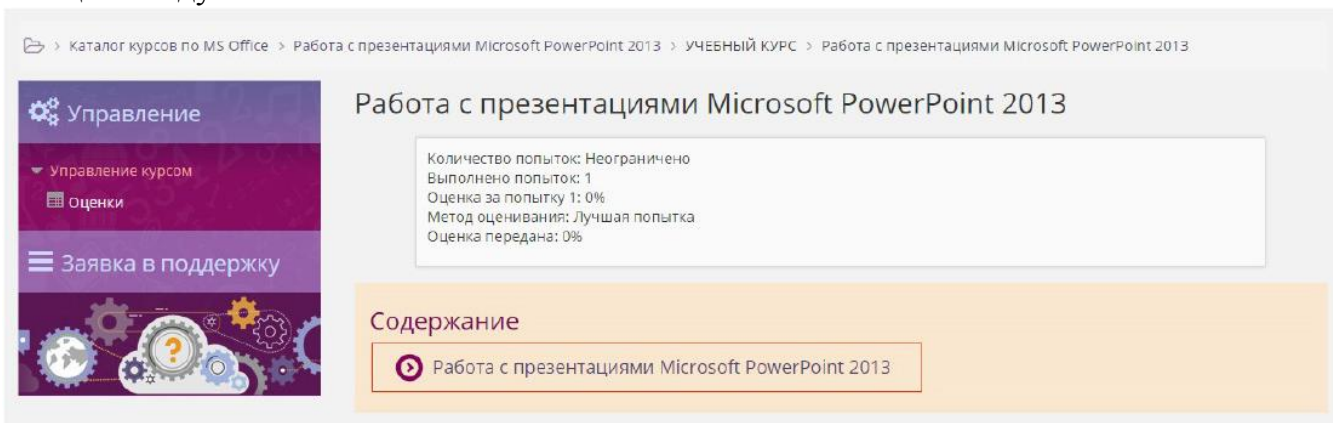 Каталог курсов по MS Office > Работа с презентациями Microsoft PowerPoint 2013 > УЧЕБНЫЙ КУРС > Работа с презентациями Microsoft PowerPoint 2013
Управление
Управление курсом
Оценки
Заявка в поддержку
Работа с презентациями Microsoft PowerPoint 2013
Количество попыток: Неограничено
Выполнено попыток: 1
Оценка за попытку 1: 0%
Метод оценивания: Лучшая попытка
Оценка передана: 0%
Содержание
Работа с презентациями Microsoft PowerPoint 2013